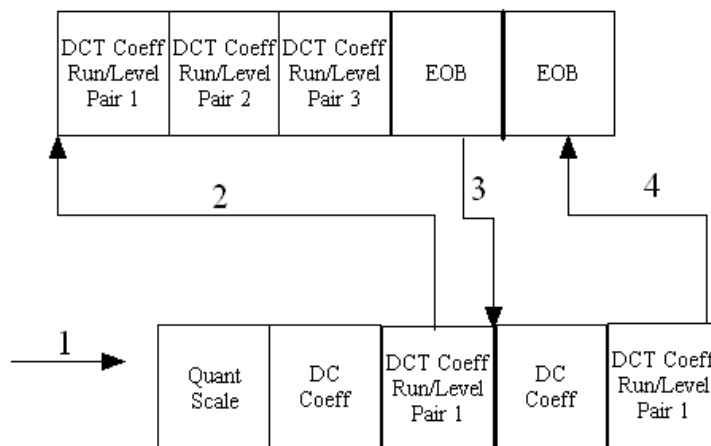 DCT Coeff
Run/Level
Pair 1
DCT Coeff
Run/Level
Pair 2
DCT Coeff
Run/Level
Pair 3
EOB
EOB
2
3
4
1
Quant
Scale
DC
Coeff
DCT Coeff
Run/Level
Pair 1
DC
Coeff
DCT Coeff
Run/Level
Pair 1